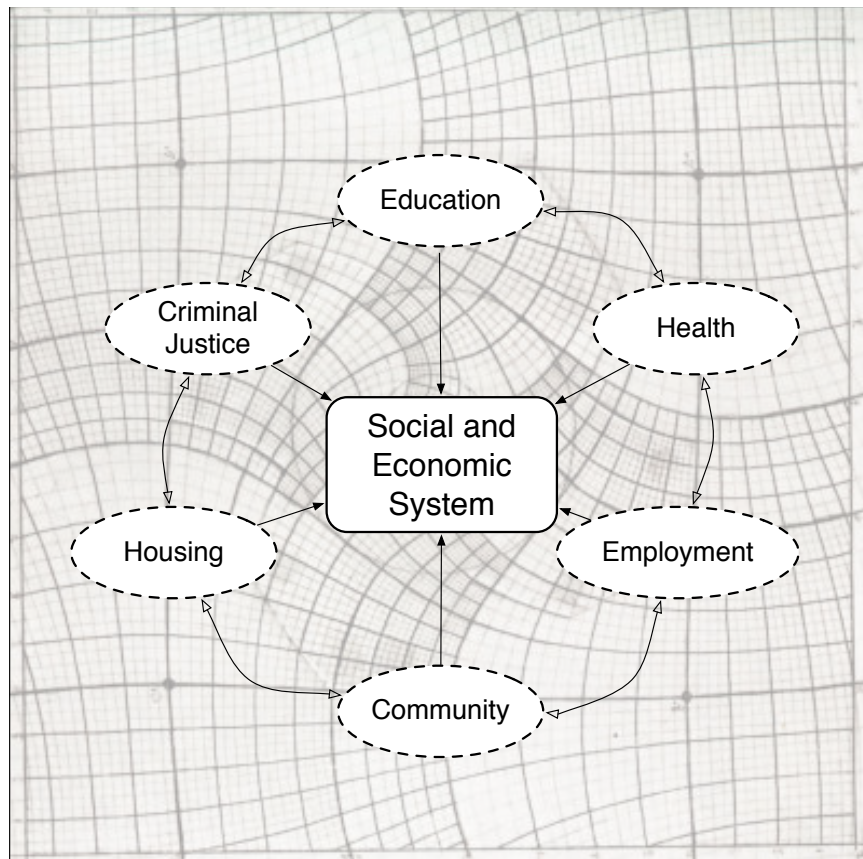 Education
Criminal
Justice
Health
Social and
Economic
System
Housing
Employment
Community